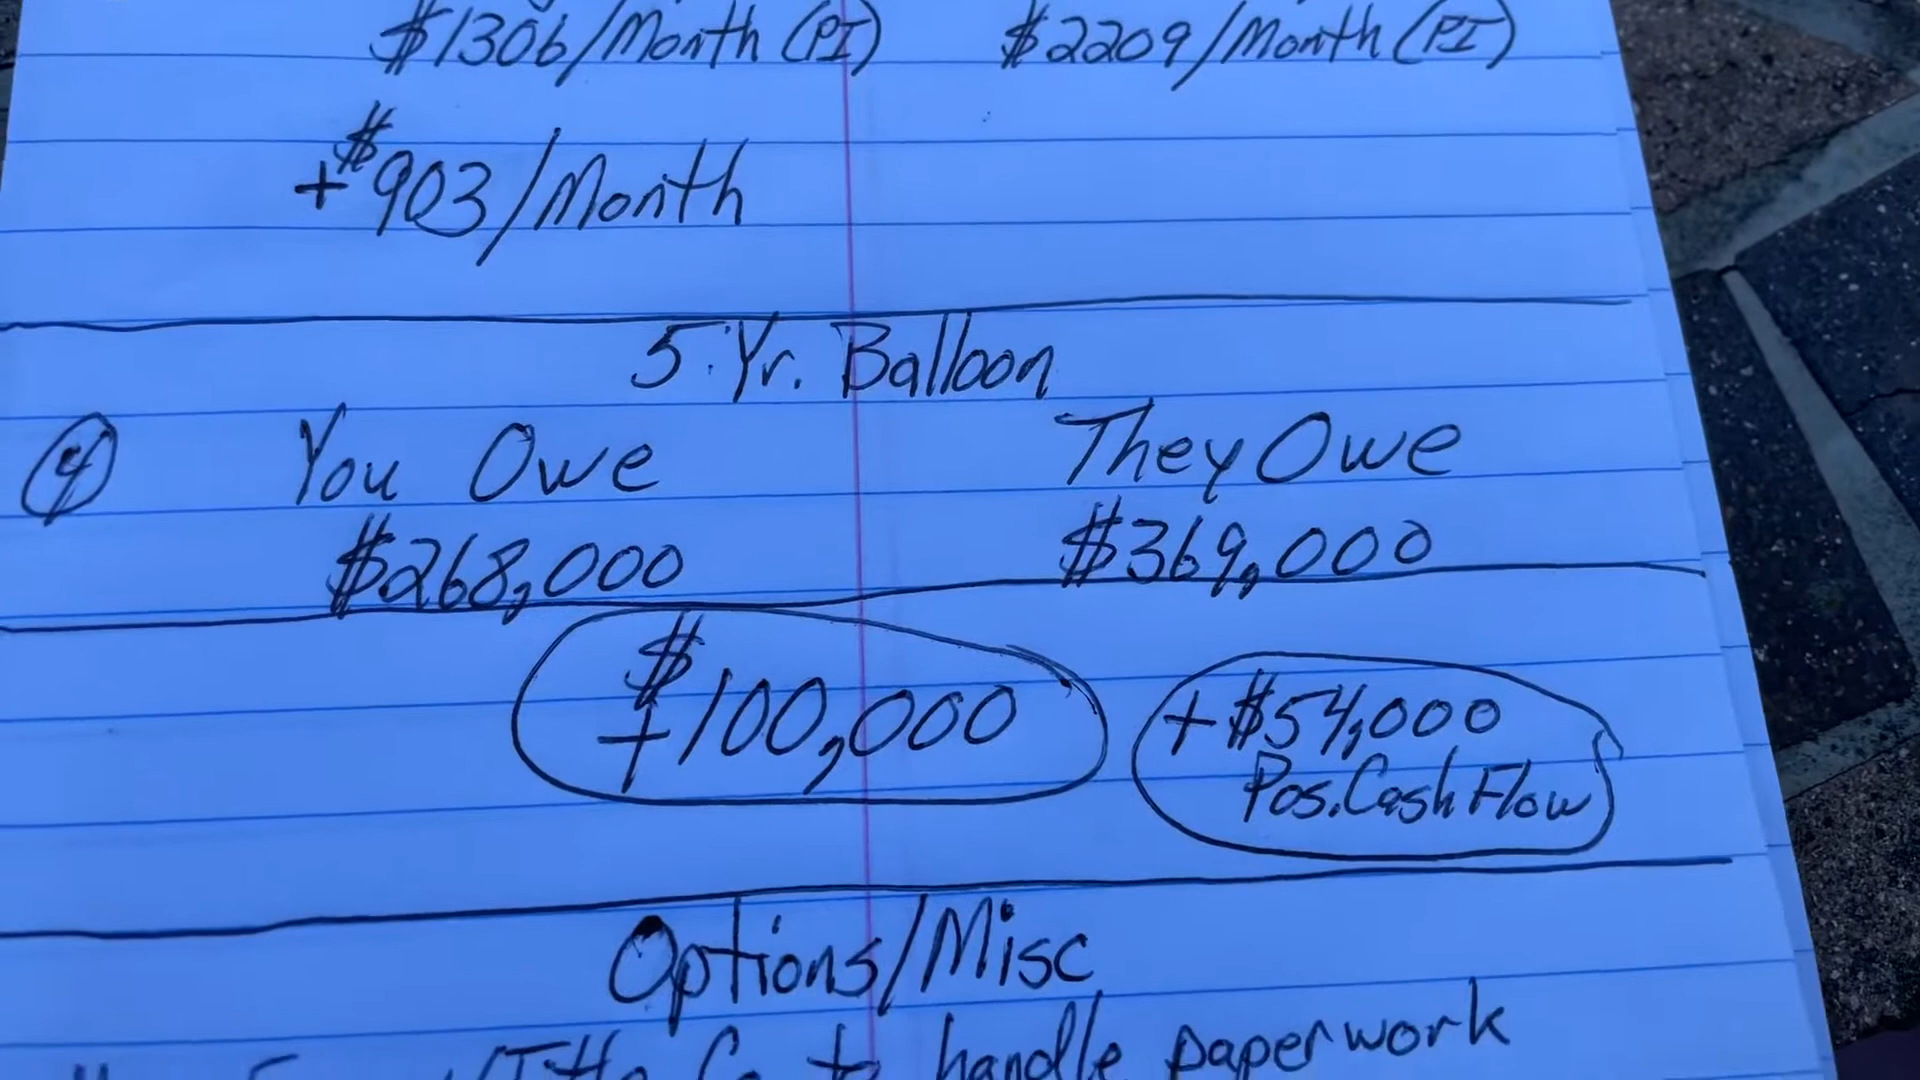 $1306/Month (PI) $2209/Month (PI)
+$903/Month
5 Yr. Balloon
4 You Owe They Owe
$268,000 $369,000
$+100,000 +$54,000
Pos. Cash Flow
Options/Misc
to handle paperwork